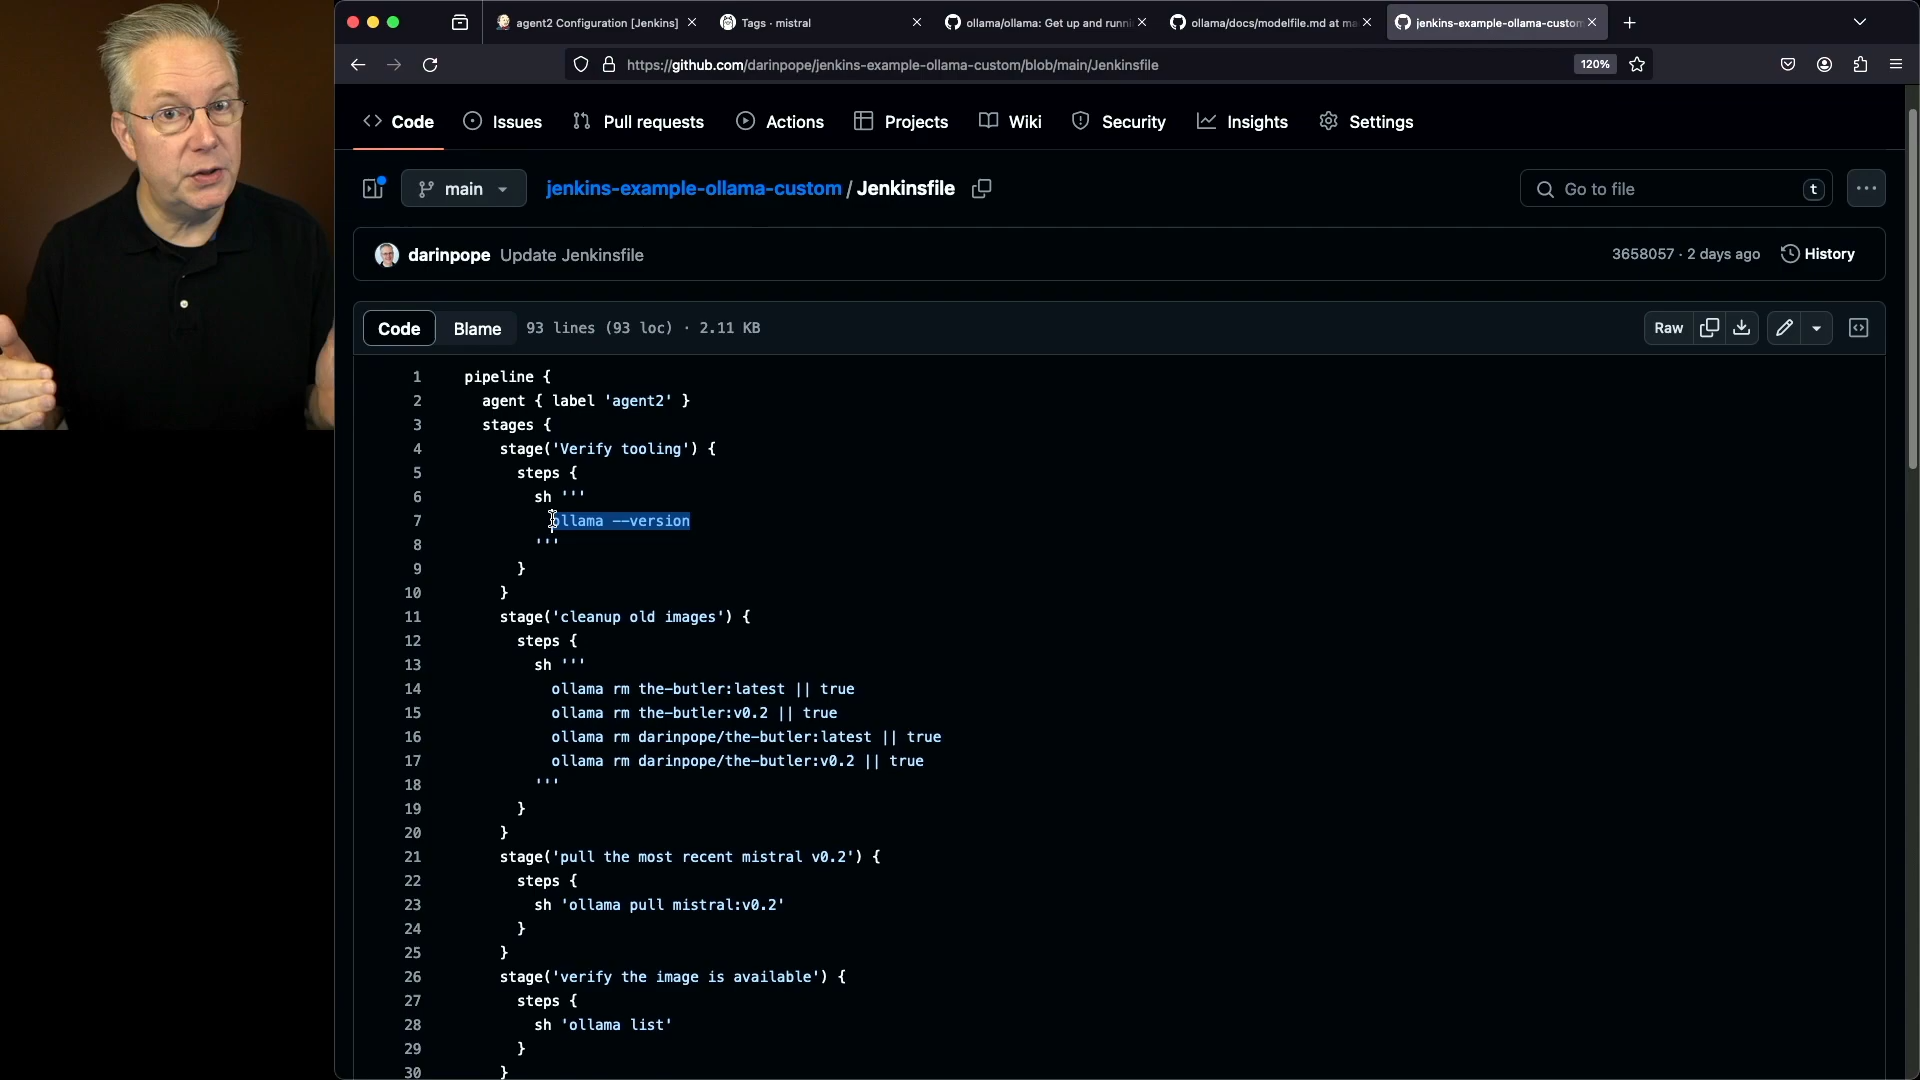 agent2 Configuration [Jenkins]
Tags · mistral
ollama/ollama: Get up and runni
ollama/docs/modelfile.md at ma
jenkins-example-ollama-custom
https://github.com/darinpope/jenkins-example-ollama-custom/blob/main/Jenkinsfile
120%
Code
Issues
Pull requests
Actions
Projects
Wiki
Security
Insights
Settings
main
jenkins-example-ollama-custom / Jenkinsfile
Go to file
t
darinpope Update Jenkinsfile
3658057 · 2 days ago
History
Code
Blame
93 lines (93 loc) · 2.11 KB
Raw
1 pipeline {
2 agent { label 'agent2' }
3 stages {
4 stage('Verify tooling') {
5 steps {
6 sh '''
7 ollama --version
8 '''
9 }
10 }
11 stage('cleanup old images') {
12 steps {
13 sh '''
14 ollama rm the-butler:latest || true
15 ollama rm the-butler:v0.2 || true
16 ollama rm darinpope/the-butler:latest || true
17 ollama rm darinpope/the-butler:v0.2 || true
18 '''
19 }
20 }
21 stage('pull the most recent mistral v0.2') {
22 steps {
23 sh 'ollama pull mistral:v0.2'
24 }
25 }
26 stage('verify the image is available') {
27 steps {
28 sh 'ollama list'
29 }
30 }